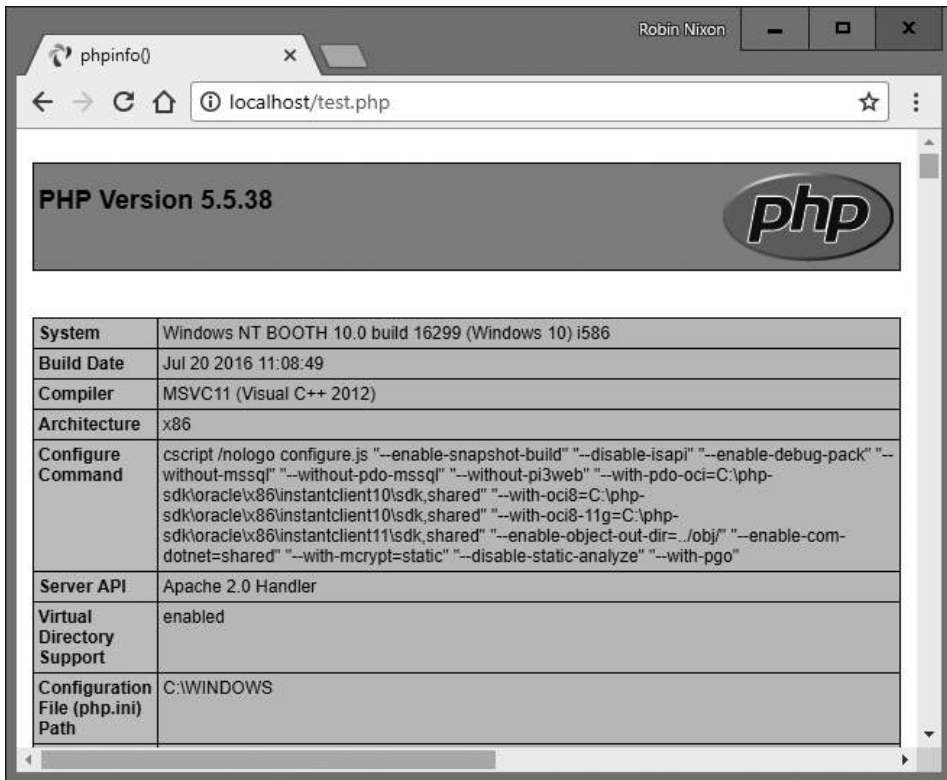 Robin Nixon
phpinfo()
localhost/test.php
PHP Version 5.5.38
php
System
Windows NT BOOTH 10.0 build 16299 (Windows 10) i586
Build Date
Jul 20 2016 11:08:49
Compiler
MSVC11 (Visual C++ 2012)
Architecture
x86
Configure
Command
cscript /nologo configure.js "--enable-snapshot-build" "--disable-isapi" "--enable-debug-pack" "--
without-mssql" "--without-pdo-mssql" "--without-pi3web" "--with-pdo-oci=C:\php-
sdk\oracle\x86\instantclient10\sdk,shared" "--with-oci8=C:\php-
sdk\oracle\x86\instantclient10\sdk,shared" "--with-oci8-11g=C:\php-
sdk\oracle\x86\instantclient11\sdk,shared" "--enable-object-out-dir=../obj/" "--enable-com-
dotnet=shared" "--with-mcrypt=static" "--disable-static-analyze" "--with-pgo"
Server API
Apache 2.0 Handler
Virtual
Directory
Support
enabled
Configuration
File (php.ini)
Path
C:\WINDOWS